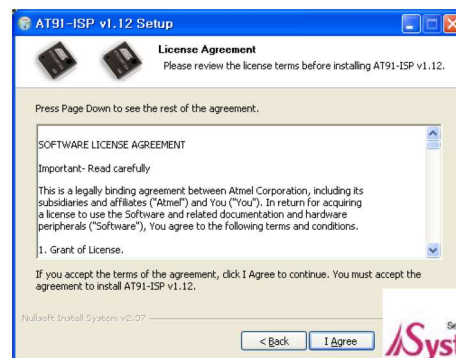 AT91-ISP v1.12 Setup
License Agreement
Please review the license terms before installing AT91-ISP v1.12.
Press Page Down to see the rest of the agreement.
SOFTWARE LICENSE AGREEMENT
Important- Read carefully
This is a legally binding agreement between Atmel Corporation, including its
subsidiaries and affiliates ("Atmel") and You ("You"). In return for acquiring
a license to use the Software and related documentation and hardware
peripherals ("Software"), You agree to the following terms and conditions.
1. Grant of License.
If you accept the terms of the agreement, click I Agree to continue. You must accept the
agreement to install AT91-ISP v1.12.
Nullsoft Install System v2.07
< Back
I Agree